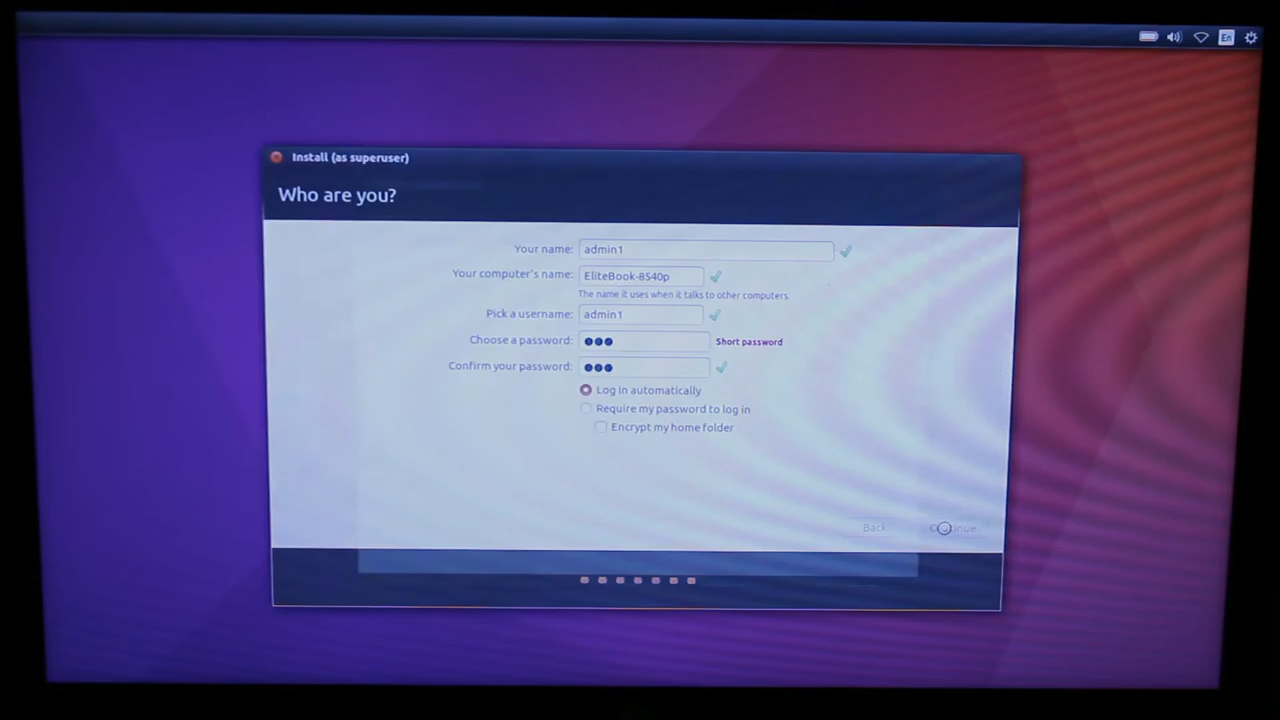 En
Install (as superuser)
Who are you?
Your name: admin1
Your computer's name: EliteBook-8540p
The name it uses when it talks to other computers.
Pick a username: admin1
Choose a password: ●●● Short password
Confirm your password: ●●●
Log in automatically
Require my password to log in
Encrypt my home folder
Back Continue